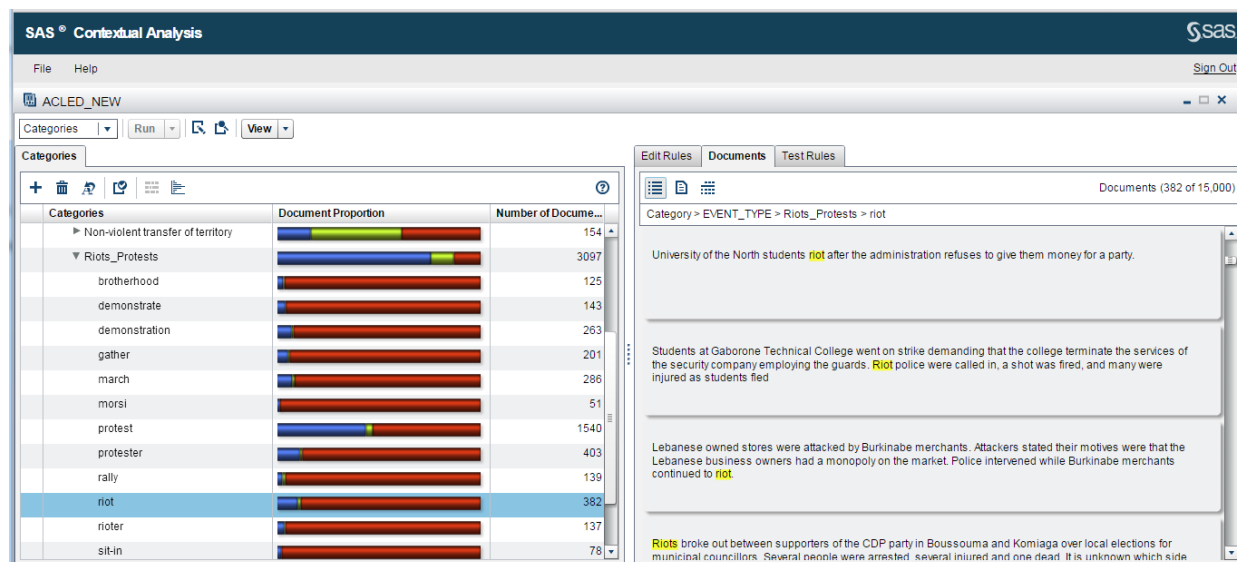 SAS ® Contextual Analysis
sas
File Help
Sign Out
ACLED_NEW
Categories Run View
Categories
Edit Rules Documents Test Rules
Documents (382 of 15,000)
Categories Document Proportion Number of Docume...
Category > EVENT_TYPE > Riots_Protests > riot
Non-violent transfer of territory 154
Riots_Protests 3097
brotherhood 125
demonstrate 143
demonstration 263
gather 201
march 286
morsi 51
protest 1540
protester 403
rally 139
riot 382
rioter 137
sit-in 78
University of the North students riot after the administration refuses to give them money for a party.
Students at Gaborone Technical College went on strike demanding that the college terminate the services of
the security company employing the guards. Riot police were called in, a shot was fired, and many were
injured as students fled
Lebanese owned stores were attacked by Burkinabe merchants. Attackers stated their motives were that the
Lebanese business owners had a monopoly on the market. Police intervened while Burkinabe merchants
continued to riot.
Riots broke out between supporters of the CDP party in Boussouma and Komiaga over local elections for
municipal councillors. Several people were arrested, several injured and one dead. It is unknown which side